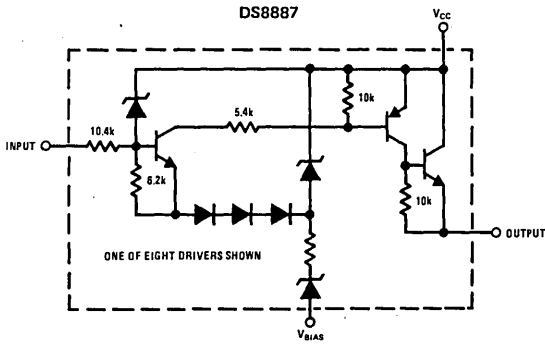 DS8887
VCC
10k
5.4k
10.4k
INPUT
6.2k
10k
OUTPUT
ONE OF EIGHT DRIVERS SHOWN
VBIAS